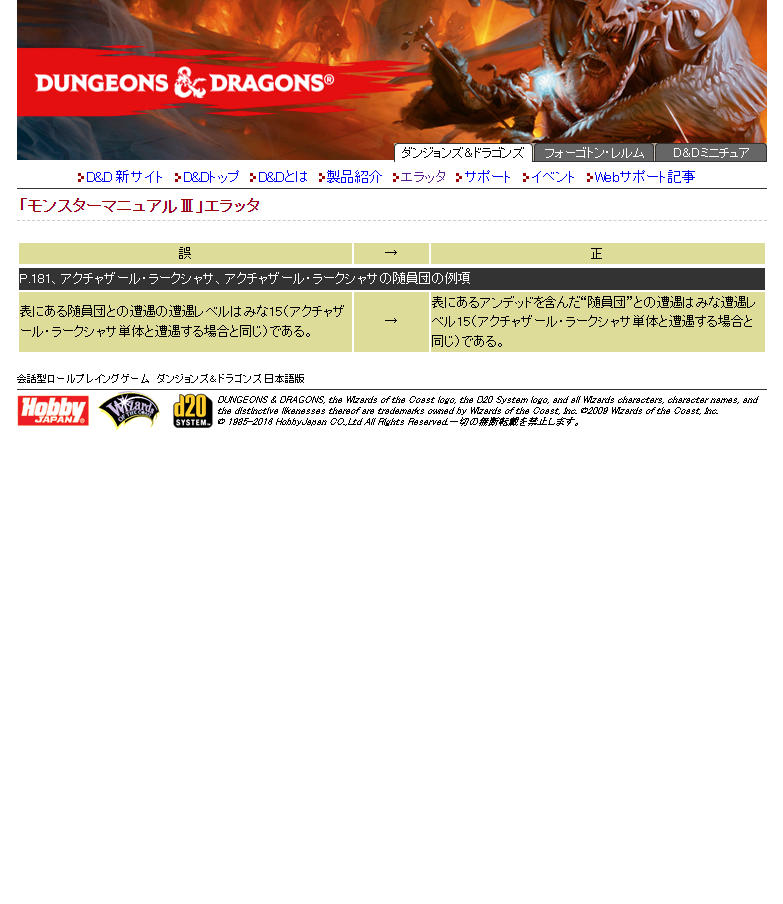 DUNGEONS & DRAGONS®
ダンジョンズ&ドラゴンズ フォーゴトン・レルム D&Dミニチュア
D&D 新サイト D&Dトップ D&Dとは 製品紹介 エラッタ サポート イベント Webサポート記事
「モンスターマニュアルⅢ」エラッタ
誤 → 正
P.181、アクチャザール・ラークシャサ、アクチャザール・ラークシャサの随員団の例項
表にある随員団との遭遇の遭遇レベルはみな15（アクチャザ
ール・ラークシャサ単体と遭遇する場合と同じ）である。
→
表にあるアンデッドを含んだ“随員団”との遭遇はみな遭遇レ
ベル15（アクチャザール・ラークシャサ単体と遭遇する場合と
同じ）である。
会話型ロールプレイングゲーム ダンジョンズ&ドラゴンズ日本語版
Hobby
JAPAN
Wizards
OF THE COAST
d20
SYSTEM
DUNGEONS & DRAGONS, the Wizards of the Coast logo, the D20 System logo, and all Wizards characters, character names, and
the distinctive likenesses thereof are trademarks owned by Wizards of the Coast, Inc. ©2009 Wizards of the Coast, Inc.
© 1985-2016 HobbyJapan CO.,Ltd All Rights Reserved.一切の無断転載を禁止します。